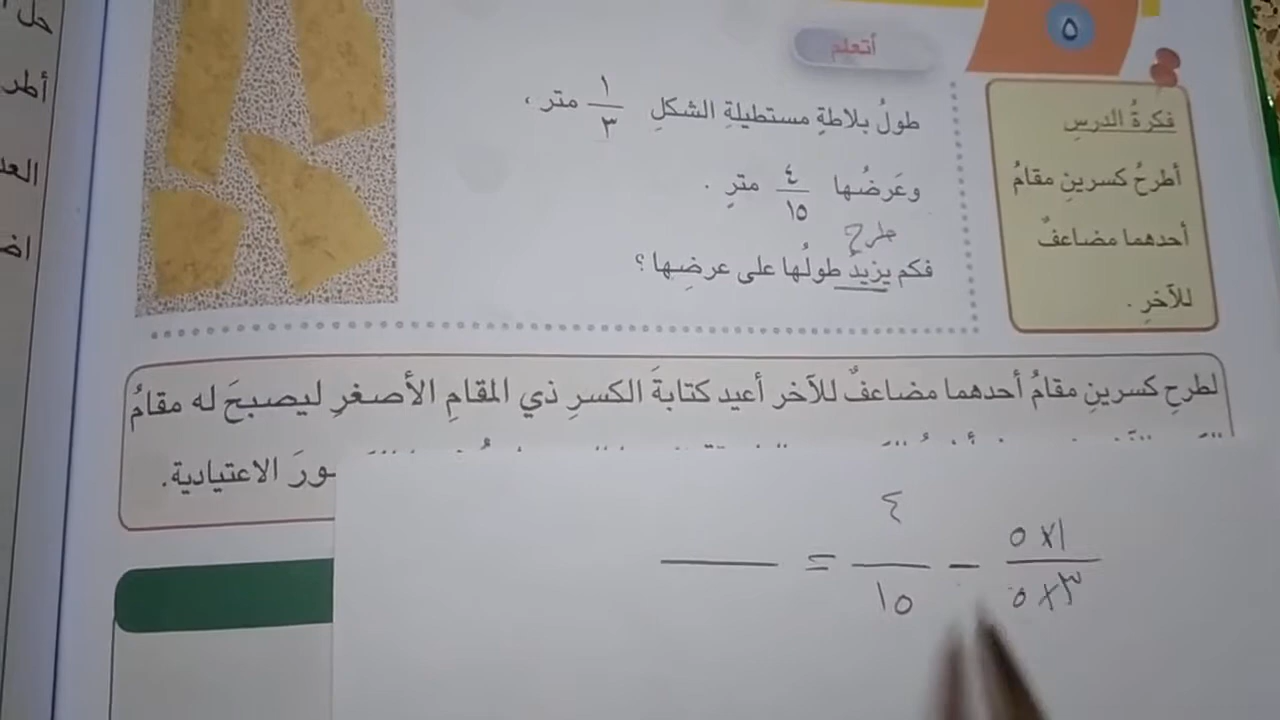 حل
أطر
العد
٥
أتعلم
فكرةُ الدرسِ
أطرحُ كسرينِ مقامُ
أحدهما مضاعفٌ
للآخرِ .
طولُ بلاطةٍ مستطيلةِ الشكلِ ١/٣ متر ،
وعَرضُها ٤/١٥ مترٍ .
طرح
فكم يزيدُ طولُها على عرضِها ؟
لطرحِ كسرينِ مقامُ أحدهما مضاعفٌ للآخر أعيد كتابةَ الكسرِ ذي المقامِ الأصغرِ ليصبحَ له مقامُ
الاعتيادية.
١×٥/٣×٥ − ٤/١٥ =